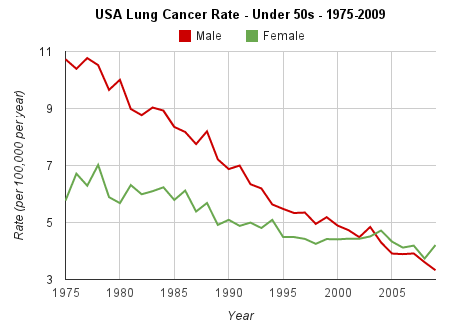 USA Lung Cancer Rate - Under 50s - 1975-2009
Male Female
Rate (per 100,000 per year)
11
9
7
5
3
1975 1980 1985 1990 1995 2000 2005
Year